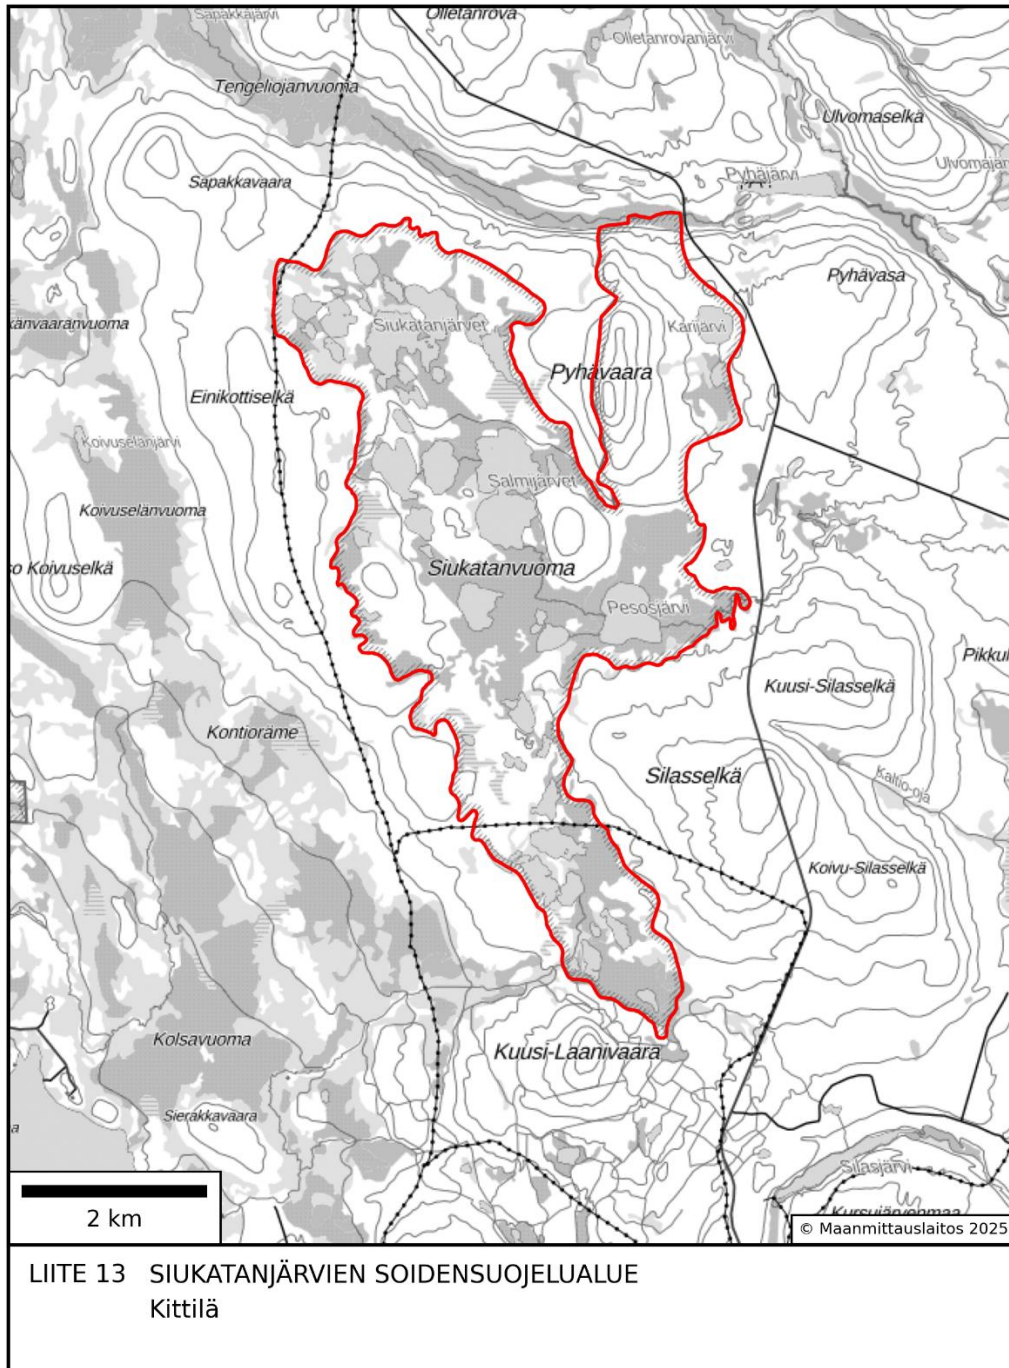 Sapakkajärvi
Olletanrova
Olletanrovanjärvi
Tengeliojanvuoma
Ulvomaselkä
Sapakkavaara
Pyhäjärvi
Pyhävasa
Siukatanjärvet
Karijärvi
Pyhävaara
Einikottiselkä
Koivuselänjärvi
Salmijärvet
Koivuselänvuoma
so Koivuselkä
Siukatanvuoma
Pesosjärvi
Kuusi-Silasselkä
Kontioräme
Silasselkä
Kaltio-oja
Koivu-Silasselkä
Kolsavuoma
Kuusi-Laanivaara
Sierakkavaara
Silasjärvi
2 km
© Maanmittauslaitos 2025
LIITE 13 SIUKATANJÄRVIEN SOIDENSUOJELUALUE
Kittilä